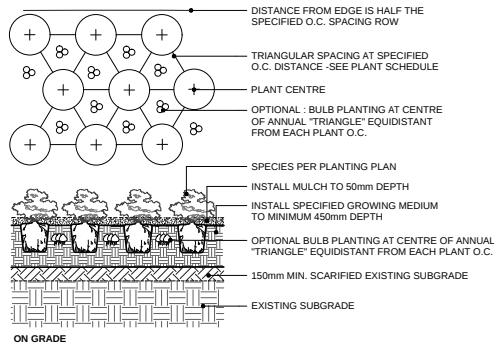 DISTANCE FROM EDGE IS HALF THE
SPECIFIED O.C. SPACING ROW
TRIANGULAR SPACING AT SPECIFIED
O.C. DISTANCE -SEE PLANT SCHEDULE
PLANT CENTRE
OPTIONAL : BULB PLANTING AT CENTRE
OF ANNUAL "TRIANGLE" EQUIDISTANT
FROM EACH PLANT O.C.
SPECIES PER PLANTING PLAN
INSTALL MULCH TO 50mm DEPTH
INSTALL SPECIFIED GROWING MEDIUM
TO MINIMUM 450mm DEPTH
OPTIONAL BULB PLANTING AT CENTRE OF ANNUAL
"TRIANGLE" EQUIDISTANT FROM EACH PLANT O.C.
150mm MIN. SCARIFIED EXISTING SUBGRADE
EXISTING SUBGRADE
ON GRADE